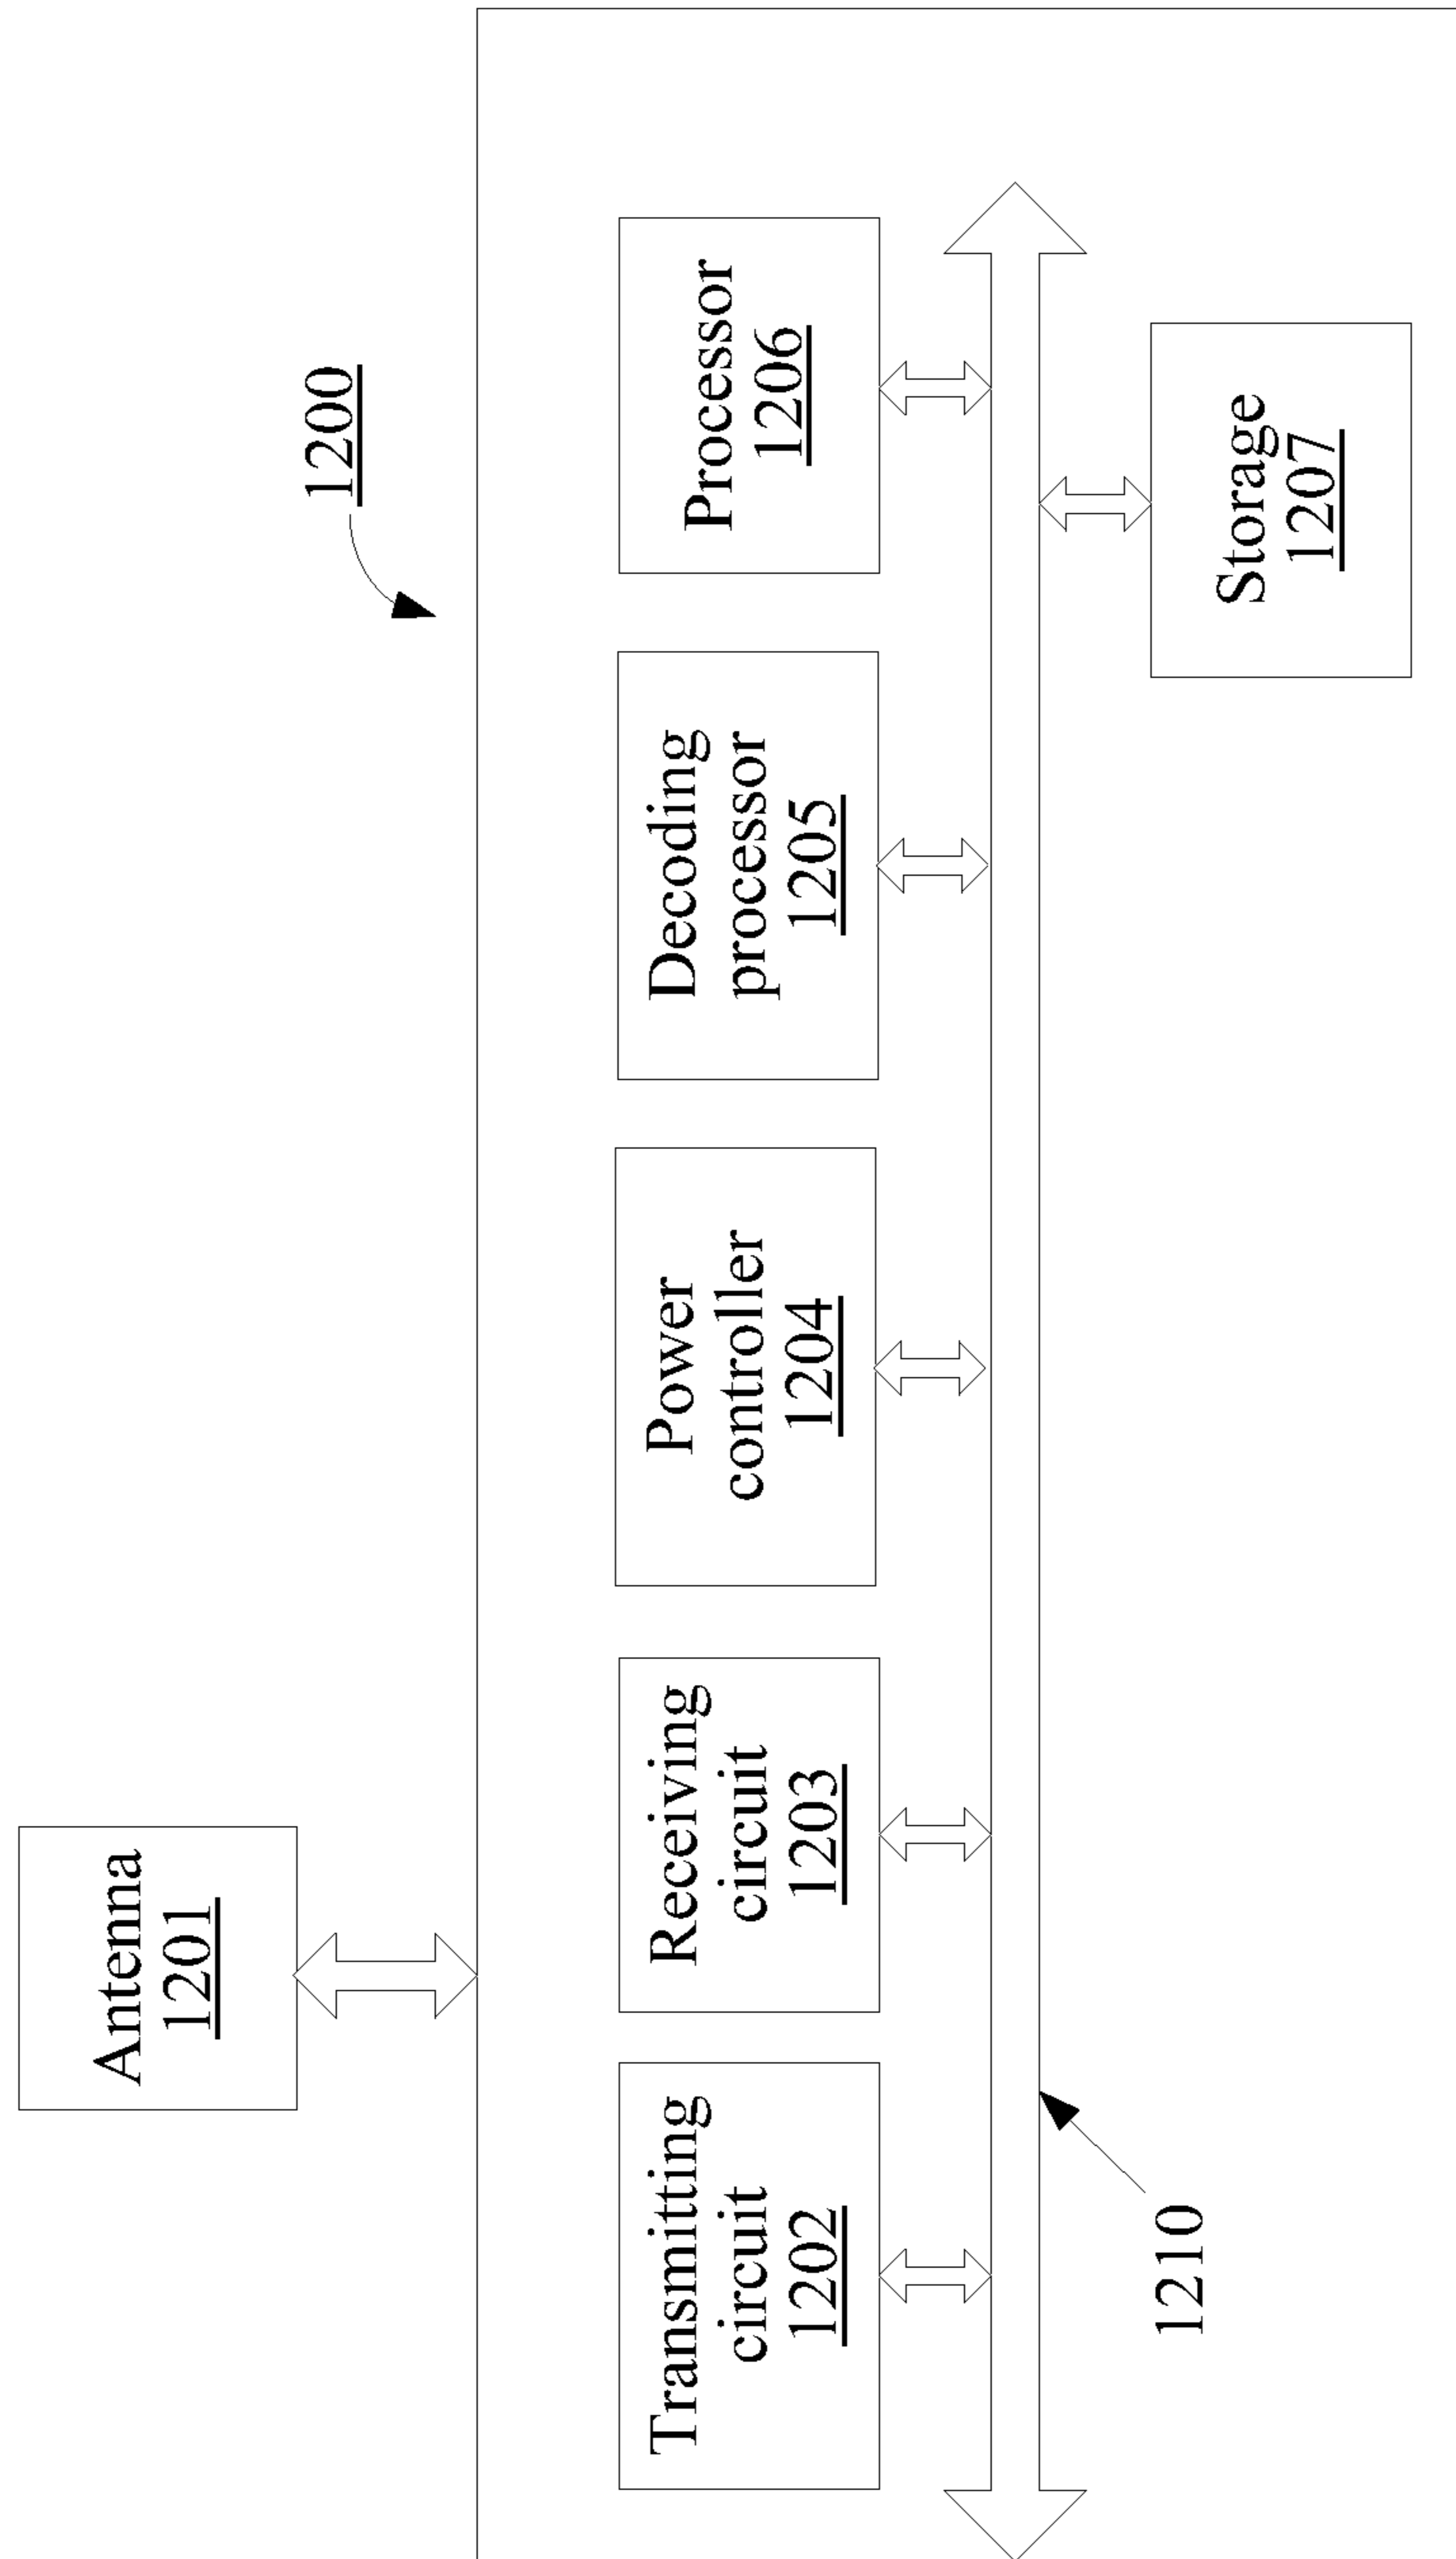 Antenna
1201
1200
Transmitting
circuit
1202
Receiving
circuit
1203
Power
controller
1204
Decoding
processor
1205
Processor
1206
1210
Storage
1207